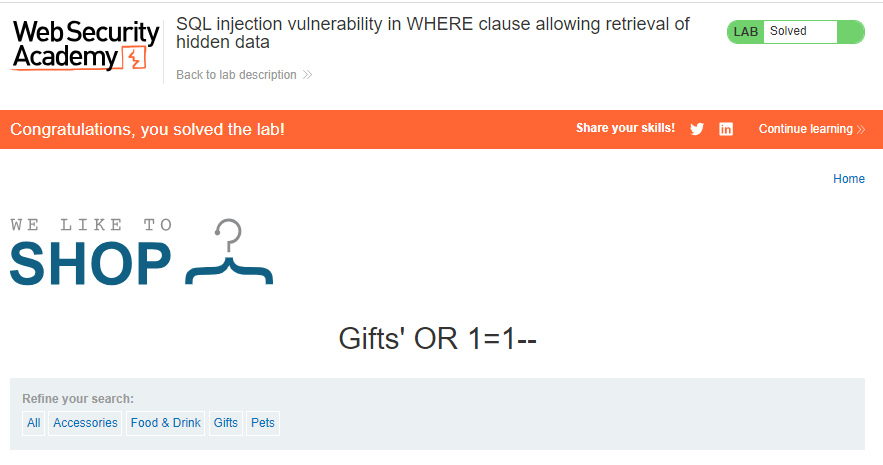 Web Security
Academy
SQL injection vulnerability in WHERE clause allowing retrieval of
hidden data
Back to lab description
LAB Solved
Congratulations, you solved the lab!
Share your skills!
Continue learning
Home
WE LIKE TO
SHOP
Gifts' OR 1=1--
Refine your search:
All Accessories Food & Drink Gifts Pets